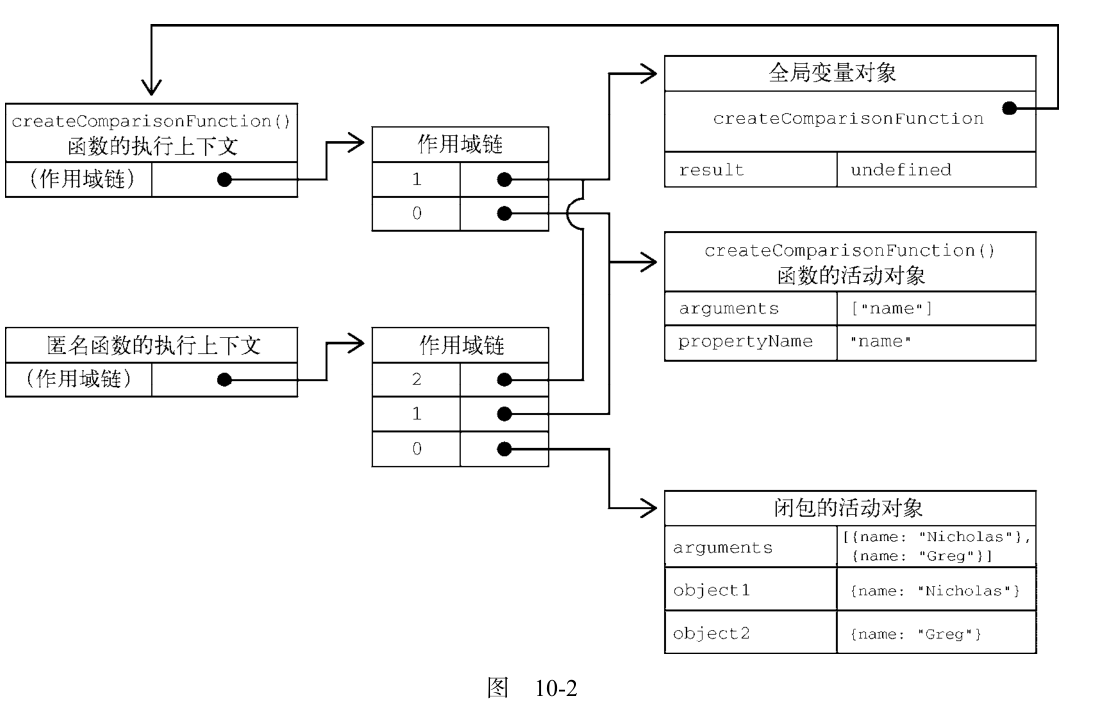 createComparisonFunction()
函数的执行上下文
(作用域链)
作用域链
1
0
全局变量对象
createComparisonFunction
result undefined
createComparisonFunction()
函数的活动对象
arguments ["name"]
propertyName "name"
匿名函数的执行上下文
(作用域链)
作用域链
2
1
0
闭包的活动对象
arguments [{name: "Nicholas"},
{name: "Greg"}]
object1 {name: "Nicholas"}
object2 {name: "Greg"}
图 10-2